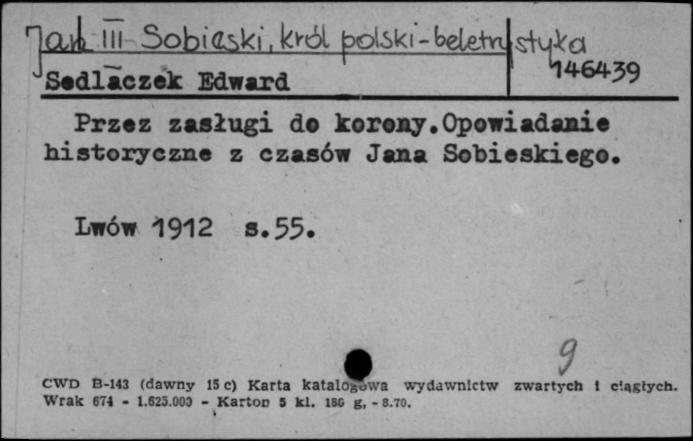 Jan III Sobieski, król polski-beletrystyka
146439
Sedlaczek Edward
Przez zasługi do korony.Opowiadanie
historyczne z czasów Jana Sobieskiego.
Lwów 1912 s.55.
9
CWD B-143 (dawny 15 c) Karta katalogowa wydawnictw zwartych i ciągłych.
Wrak 674 - 1.625.000 - Karton 5 kl. 180 g, - 8.70.